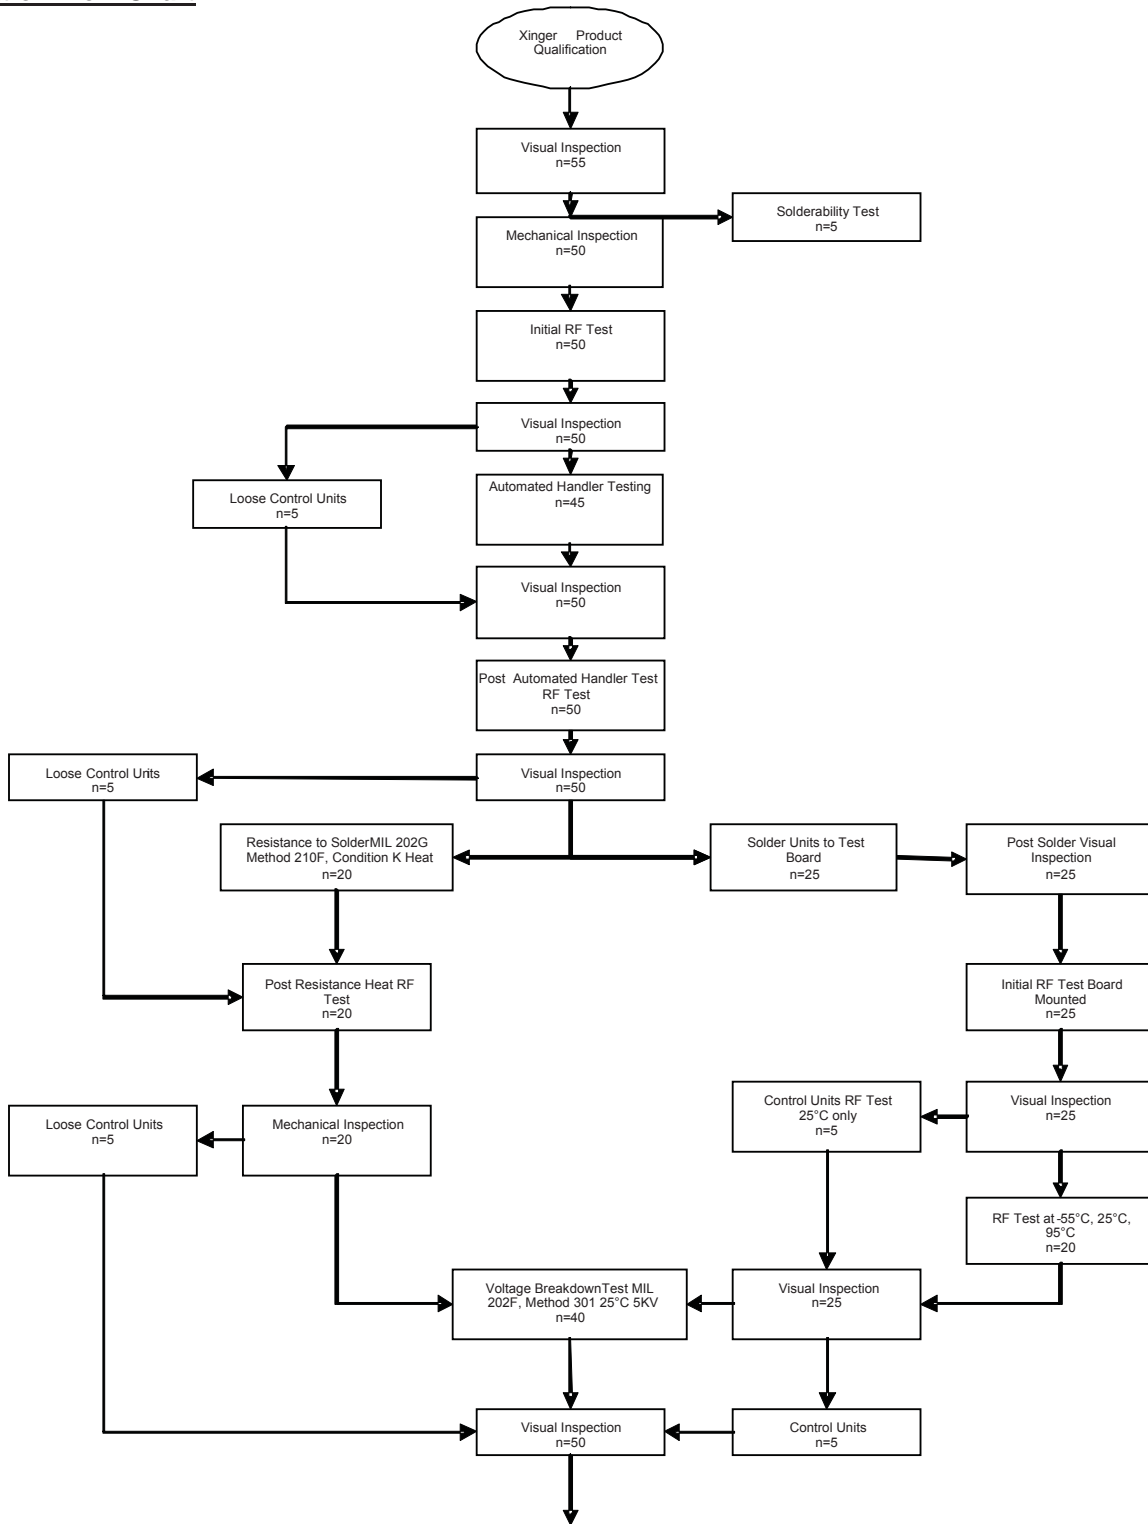 Xinger Product
Qualification
Visual Inspection
n=55
Solderability Test
n=5
Mechanical Inspection
n=50
Initial RF Test
n=50
Visual Inspection
n=50
Loose Control Units
n=5
Automated Handler Testing
n=45
Visual Inspection
n=50
Post Automated Handler Test
RF Test
n=50
Loose Control Units
n=5
Visual Inspection
n=50
Resistance to SolderMIL 202G
Method 210F, Condition K Heat
n=20
Solder Units to Test
Board
n=25
Post Solder Visual
Inspection
n=25
Post Resistance Heat RF
Test
n=20
Initial RF Test Board
Mounted
n=25
Loose Control Units
n=5
Mechanical Inspection
n=20
Control Units RF Test
25°C only
n=5
Visual Inspection
n=25
RF Test at -55°C, 25°C,
95°C
n=20
Voltage BreakdownTest MIL
202F, Method 301 25°C 5KV
n=40
Visual Inspection
n=25
Visual Inspection
n=50
Control Units
n=5